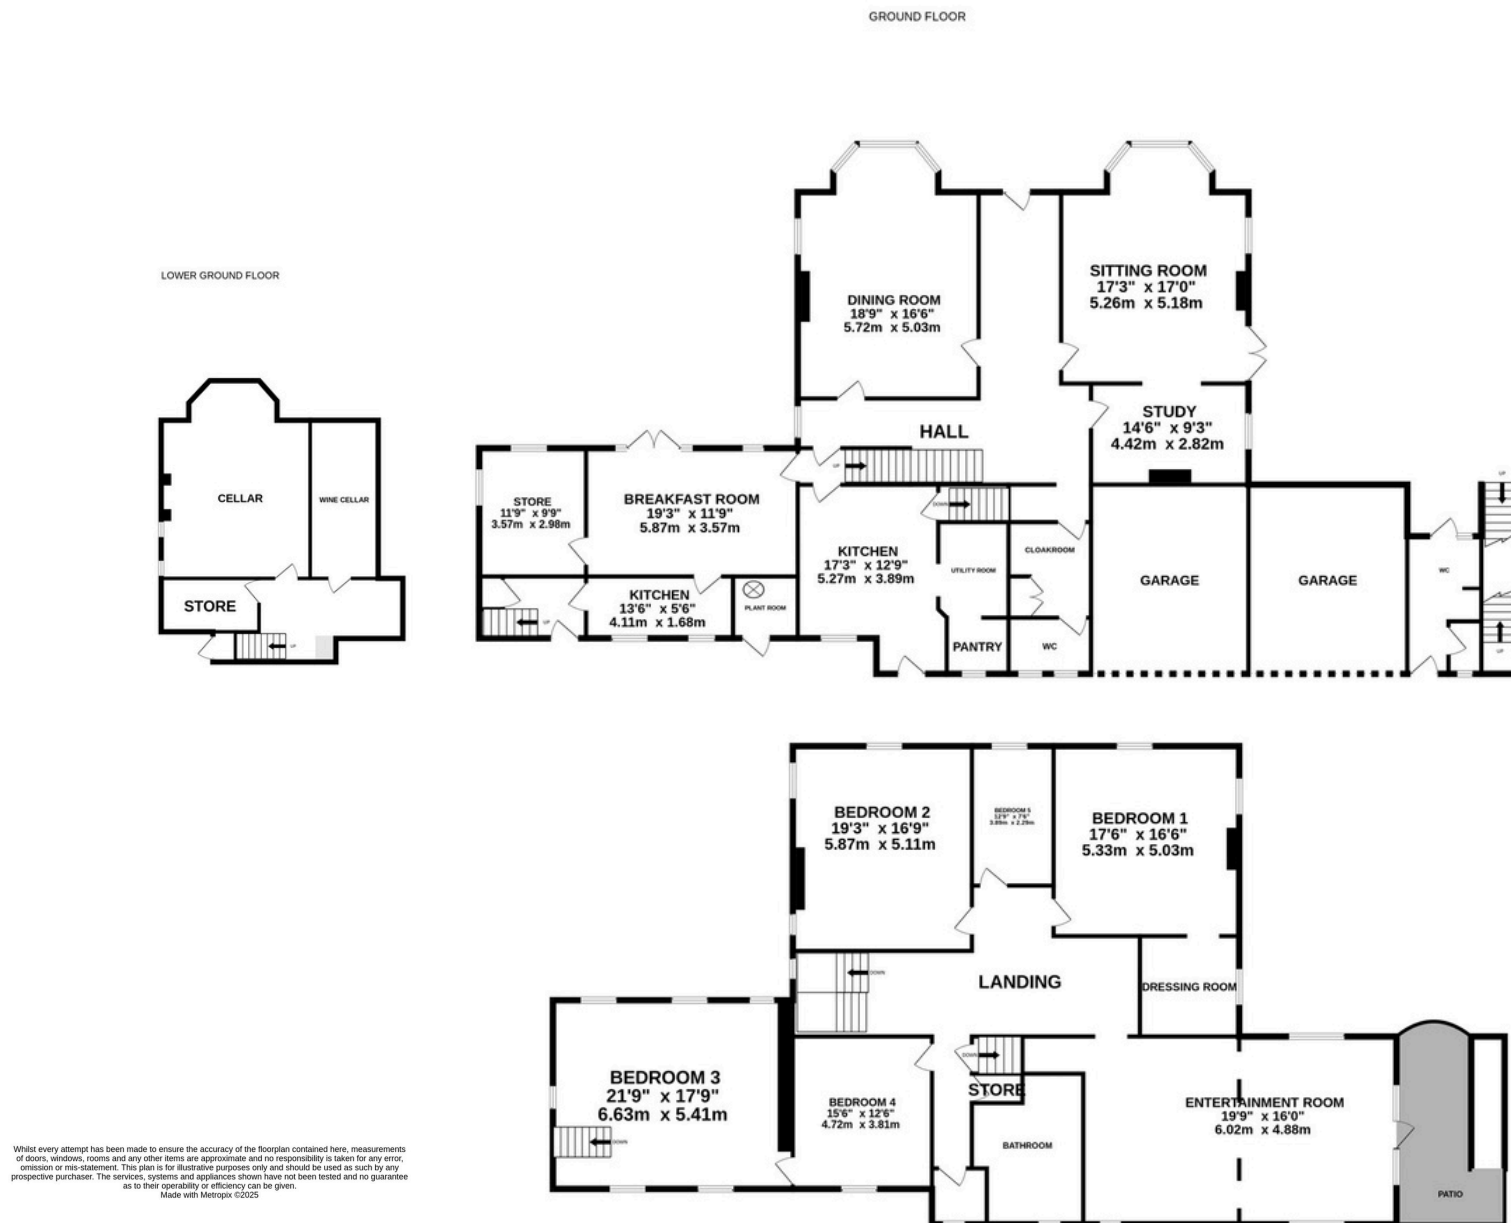 GROUND FLOOR
LOWER GROUND FLOOR
CELLAR
WINE CELLAR
STORE
UP
DINING ROOM
18'9" x 16'6"
5.72m x 5.03m
SITTING ROOM
17'3" x 17'0"
5.26m x 5.18m
STUDY
14'6" x 9'3"
4.42m x 2.82m
HALL
UP
STORE
11'9" x 9'9"
3.57m x 2.98m
BREAKFAST ROOM
19'3" x 11'9"
5.87m x 3.57m
DOWN
KITCHEN
17'3" x 12'9"
5.27m x 3.89m
UTILITY ROOM
CLOAKROOM
GARAGE
GARAGE
WC
UP
UP
UP
KITCHEN
13'6" x 5'6"
4.11m x 1.68m
PLANT ROOM
PANTRY
WC
BEDROOM 2
19'3" x 16'9"
5.87m x 5.11m
BEDROOM 5
12'9" x 7'6"
3.89m x 2.29m
BEDROOM 1
17'6" x 16'6"
5.33m x 5.03m
DOWN
LANDING
DRESSING ROOM
BEDROOM 3
21'9" x 17'9"
6.63m x 5.41m
DOWN
BEDROOM 4
15'6" x 12'6"
4.72m x 3.81m
DOWN
STORE
BATHROOM
ENTERTAINMENT ROOM
19'9" x 16'0"
6.02m x 4.88m
PATIO
Whilst every attempt has been made to ensure the accuracy of the floorplan contained here, measurements
of doors, windows, rooms and any other items are approximate and no responsibility is taken for any error,
omission or mis-statement. This plan is for illustrative purposes only and should be used as such by any
prospective purchaser. The services, systems and appliances shown have not been tested and no guarantee
as to their operability or efficiency can be given.
Made with Metropix ©2025